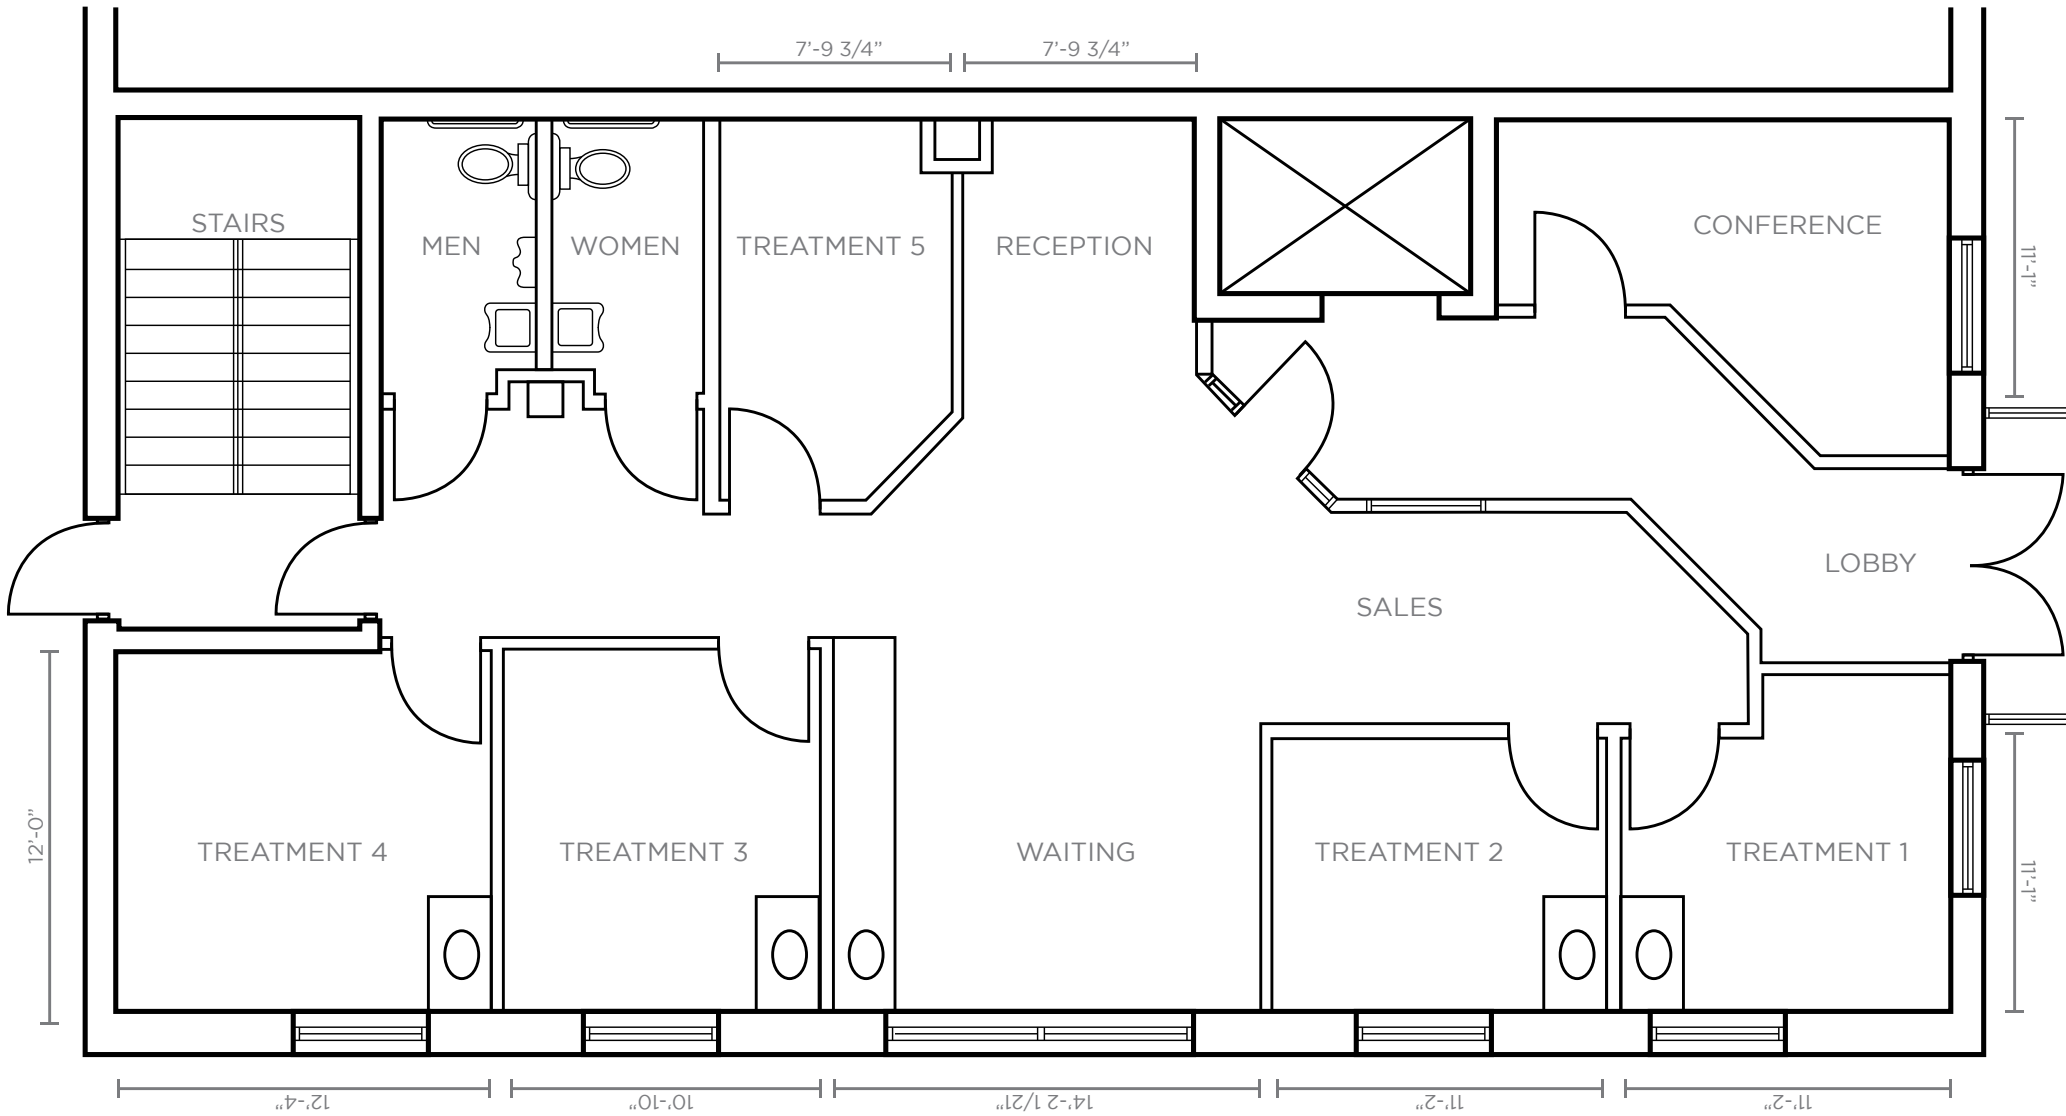 7'-9 3/4"
7'-9 3/4"
STAIRS
CONFERENCE
MEN
WOMEN
TREATMENT 5
RECEPTION
11'-1"
LOBBY
SALES
12'-0"
TREATMENT 4
TREATMENT 3
WAITING
TREATMENT 2
TREATMENT 1
11'-1"
12'-4"
10'-10"
14'-2 1/21"
11'-2"
11'-2"